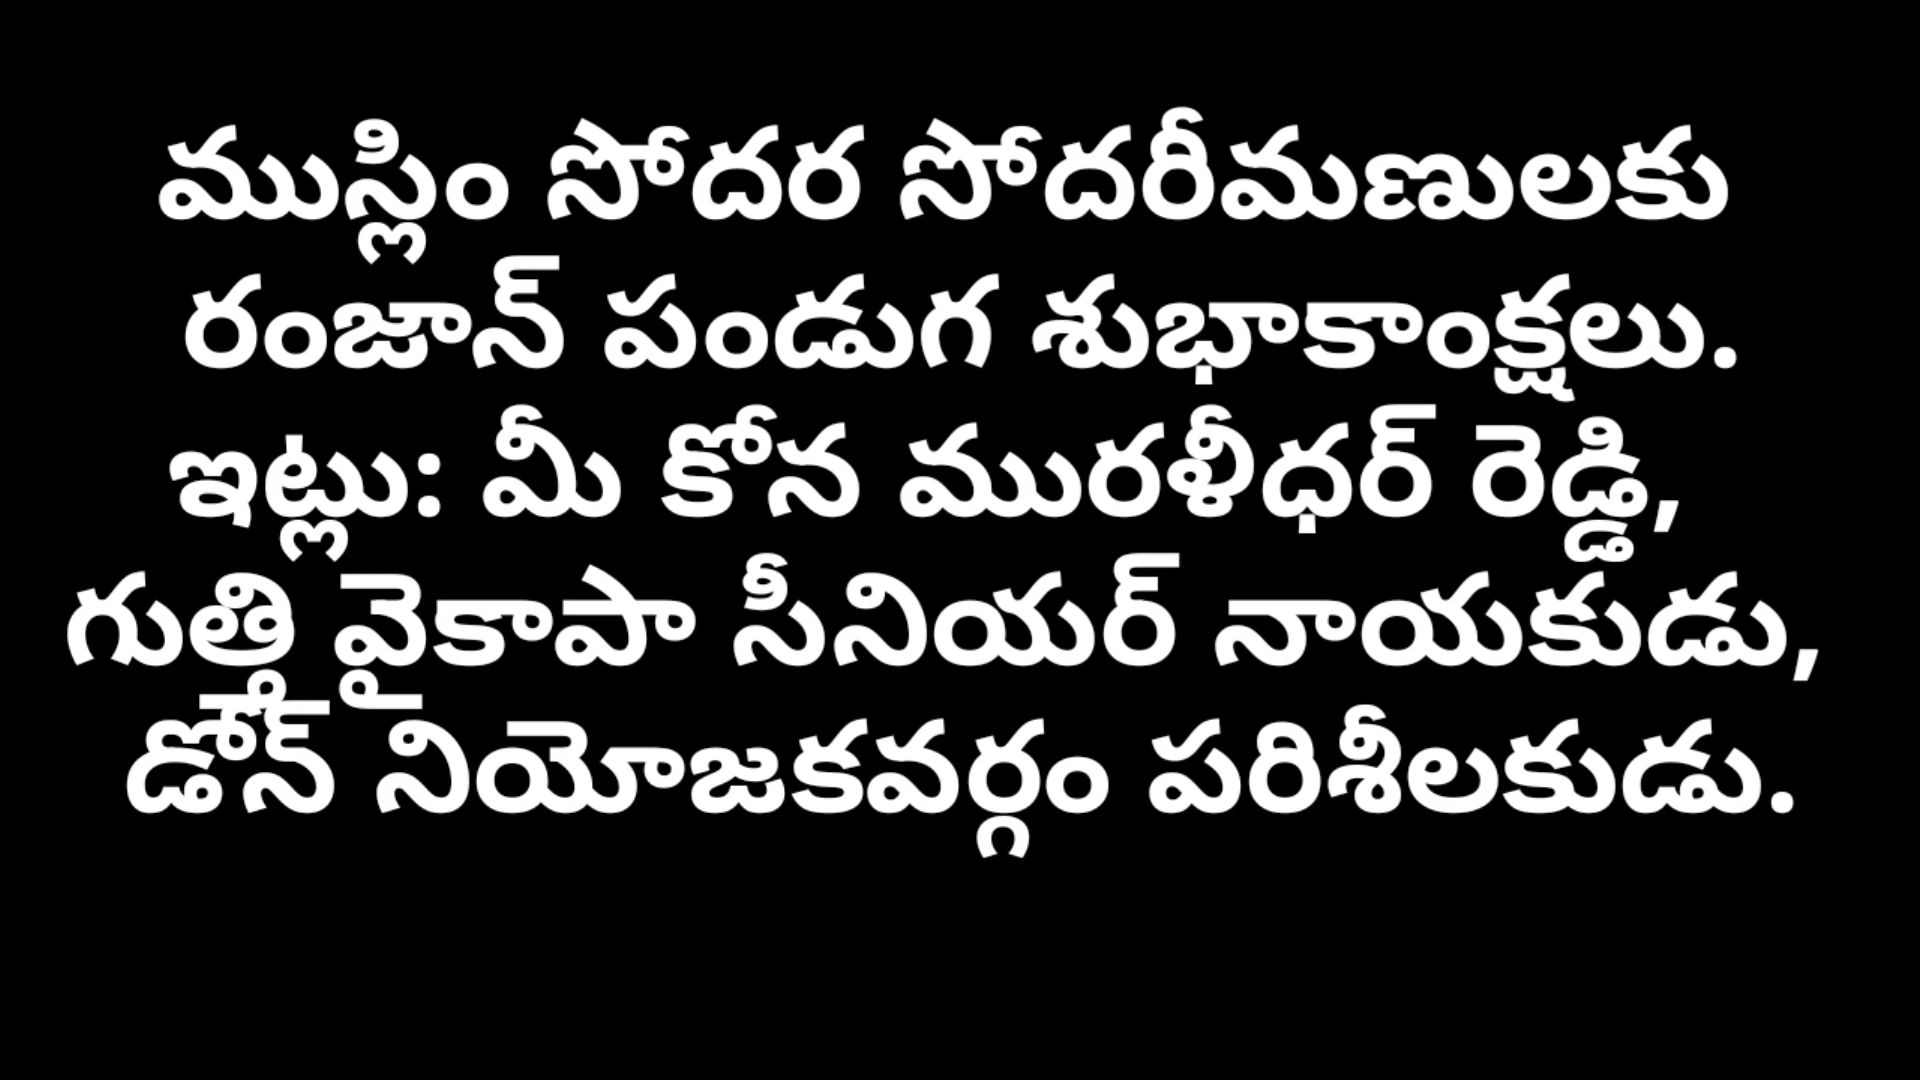 ముస్లిం సోదర సోదరీమణులకు
రంజాన్ పండుగ శుభాకాంక్షలు.
ఇట్లు: మీ కోన మురళీధర్ రెడ్డి,
గుత్తి వైకాపా సీనియర్ నాయకుడు,
డోన్ నియోజకవర్గం పరిశీలకుడు.